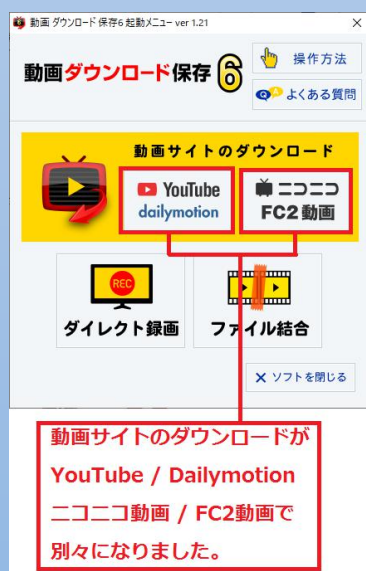 動画 ダウンロード 保存6 起動メニュー ver 1.21
動画ダウンロード保存6
操作方法
Q A よくある質問
動画サイトのダウンロード
YouTube
dailymotion
ニコニコ
FC2動画
REC
ダイレクト録画
ファイル結合
ソフトを閉じる
動画サイトのダウンロードが
YouTube / Dailymotion
ニコニコ動画 / FC2動画で
別々になりました。